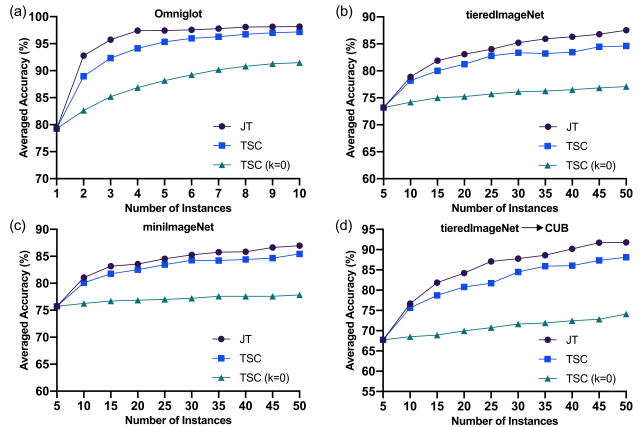 (a)
Omniglot
Averaged Accuracy (%)
100
95
90
85
80
75
70
JT
TSC
TSC (k=0)
1 2 3 4 5 6 7 8 9 10
Number of Instances
(b)
tieredImageNet
Averaged Accuracy (%)
90
85
80
75
70
65
60
JT
TSC
TSC (k=0)
5 10 15 20 25 30 35 40 45 50
Number of Instances
(c)
miniImageNet
Averaged Accuracy (%)
90
85
80
75
70
65
60
JT
TSC
TSC (k=0)
5 10 15 20 25 30 35 40 45 50
Number of Instances
(d)
tieredImageNet → CUB
Averaged Accuracy (%)
95
90
85
80
75
70
65
60
55
JT
TSC
TSC (k=0)
5 10 15 20 25 30 35 40 45 50
Number of Instances